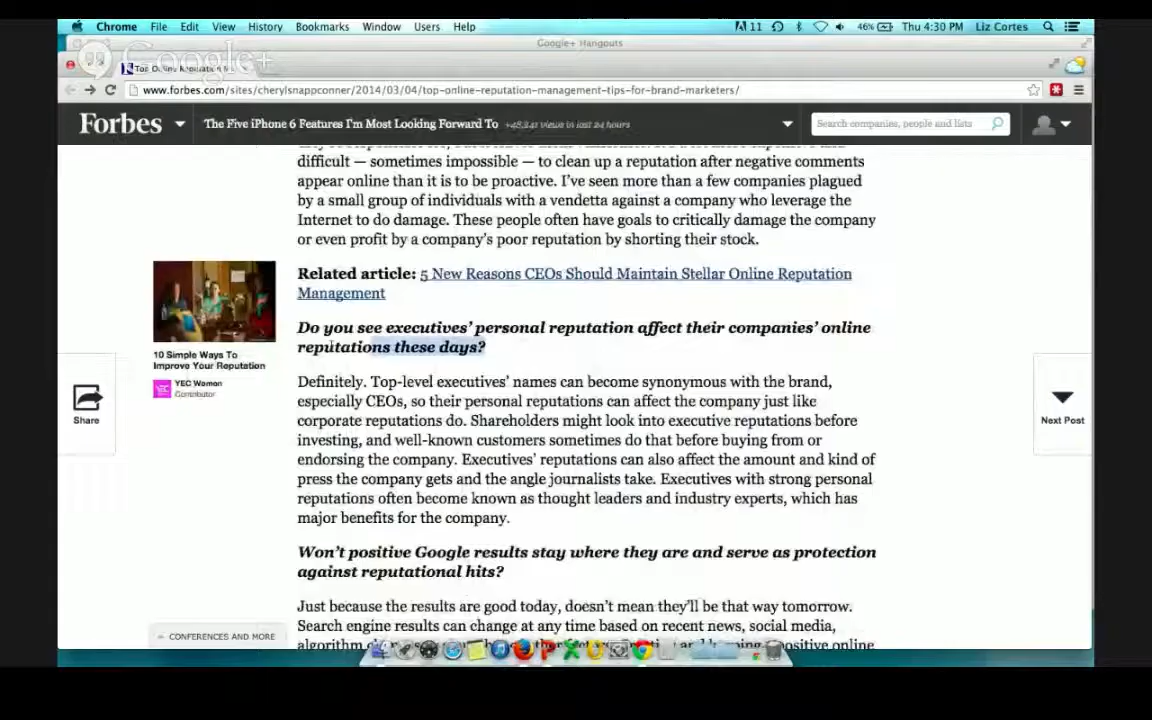 Chrome File Edit View History Bookmarks Window Users Help
11 46% Thu 4:30 PM Liz Cortes
Google+ Hangouts
Google+
www.forbes.com/sites/cherylsnappconner/2014/03/04/top-online-reputation-management-tips-for-brand-marketers/
Forbes The Five iPhone 6 Features I'm Most Looking Forward To views in last 24 hours
Search companies, people and lists
difficult — sometimes impossible — to clean up a reputation after negative comments
appear online than it is to be proactive. I've seen more than a few companies plagued
by a small group of individuals with a vendetta against a company who leverage the
Internet to do damage. These people often have goals to critically damage the company
or even profit by a company's poor reputation by shorting their stock.
Related article: 5 New Reasons CEOs Should Maintain Stellar Online Reputation
Management
Do you see executives' personal reputation affect their companies' online
reputations these days?
10 Simple Ways To
Improve Your Reputation
YEC Women
Contributor
Share
Next Post
Definitely. Top-level executives' names can become synonymous with the brand,
especially CEOs, so their personal reputations can affect the company just like
corporate reputations do. Shareholders might look into executive reputations before
investing, and well-known customers sometimes do that before buying from or
endorsing the company. Executives' reputations can also affect the amount and kind of
press the company gets and the angle journalists take. Executives with strong personal
reputations often become known as thought leaders and industry experts, which has
major benefits for the company.
Won't positive Google results stay where they are and serve as protection
against reputational hits?
Just because the results are good today, doesn't mean they'll be that way tomorrow.
Search engine results can change at any time based on recent news, social media,
CONFERENCES AND MORE
positive online